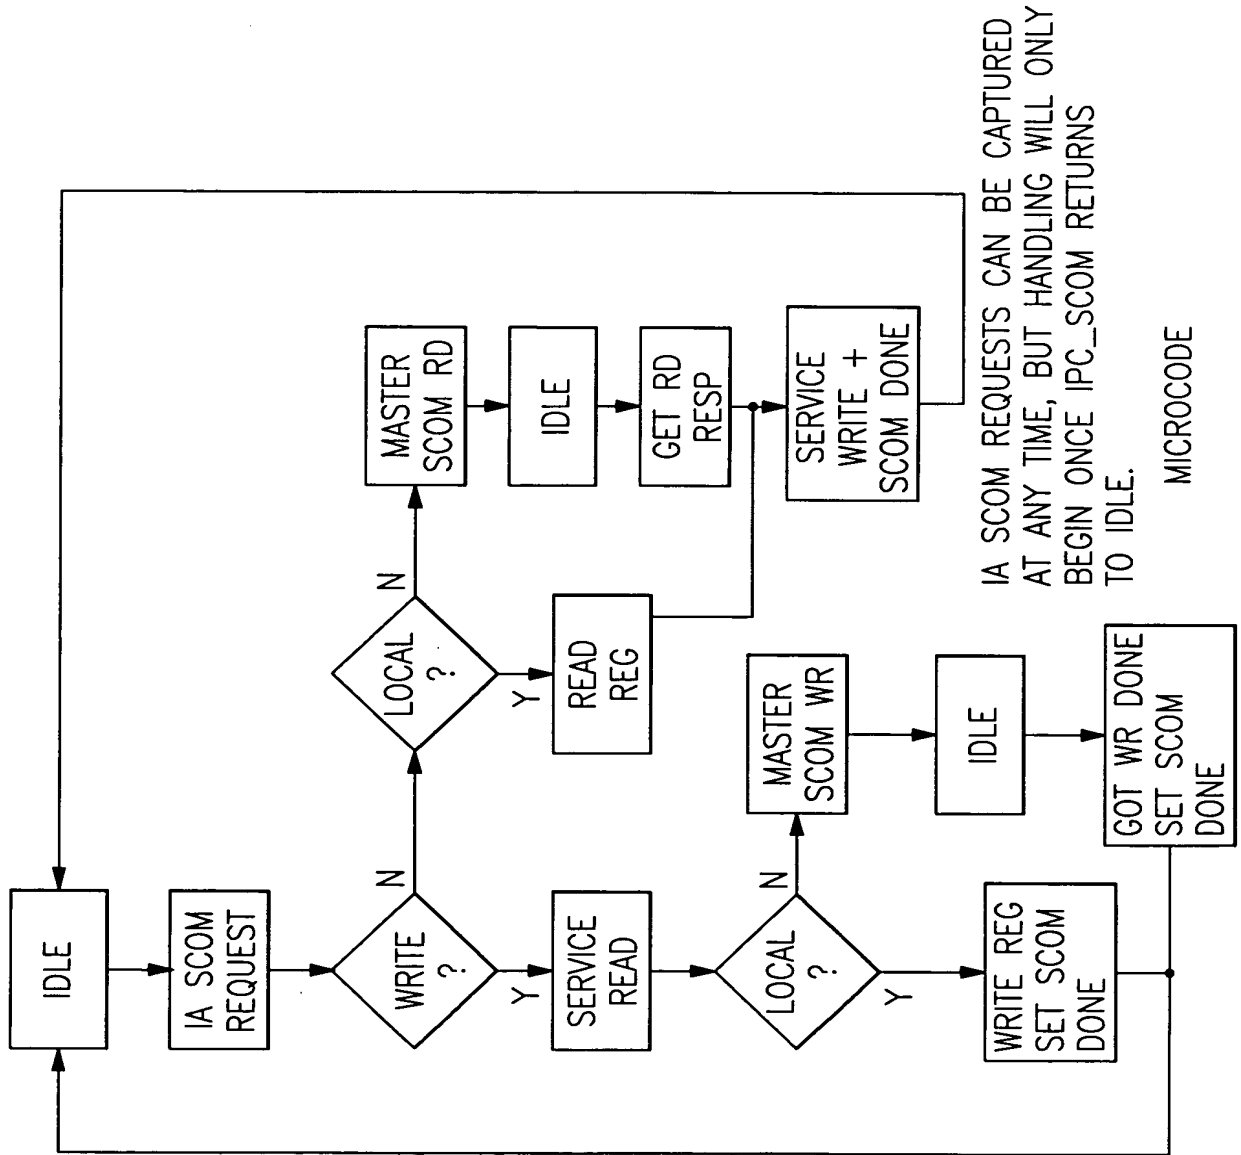 IDLE
IA SCOM
REQUEST
WRITE
?
N
Y
LOCAL
?
N
Y
MASTER
SCOM RD
IDLE
GET RD
RESP
READ
REG
SERVICE
WRITE +
SCOM DONE
SERVICE
READ
LOCAL
?
N
Y
MASTER
SCOM WR
IDLE
GOT WR DONE
SET SCOM
DONE
WRITE REG
SET SCOM
DONE
IA SCOM REQUESTS CAN BE CAPTURED
AT ANY TIME, BUT HANDLING WILL ONLY
BEGIN ONCE IPC_SCOM RETURNS
TO IDLE.
MICROCODE